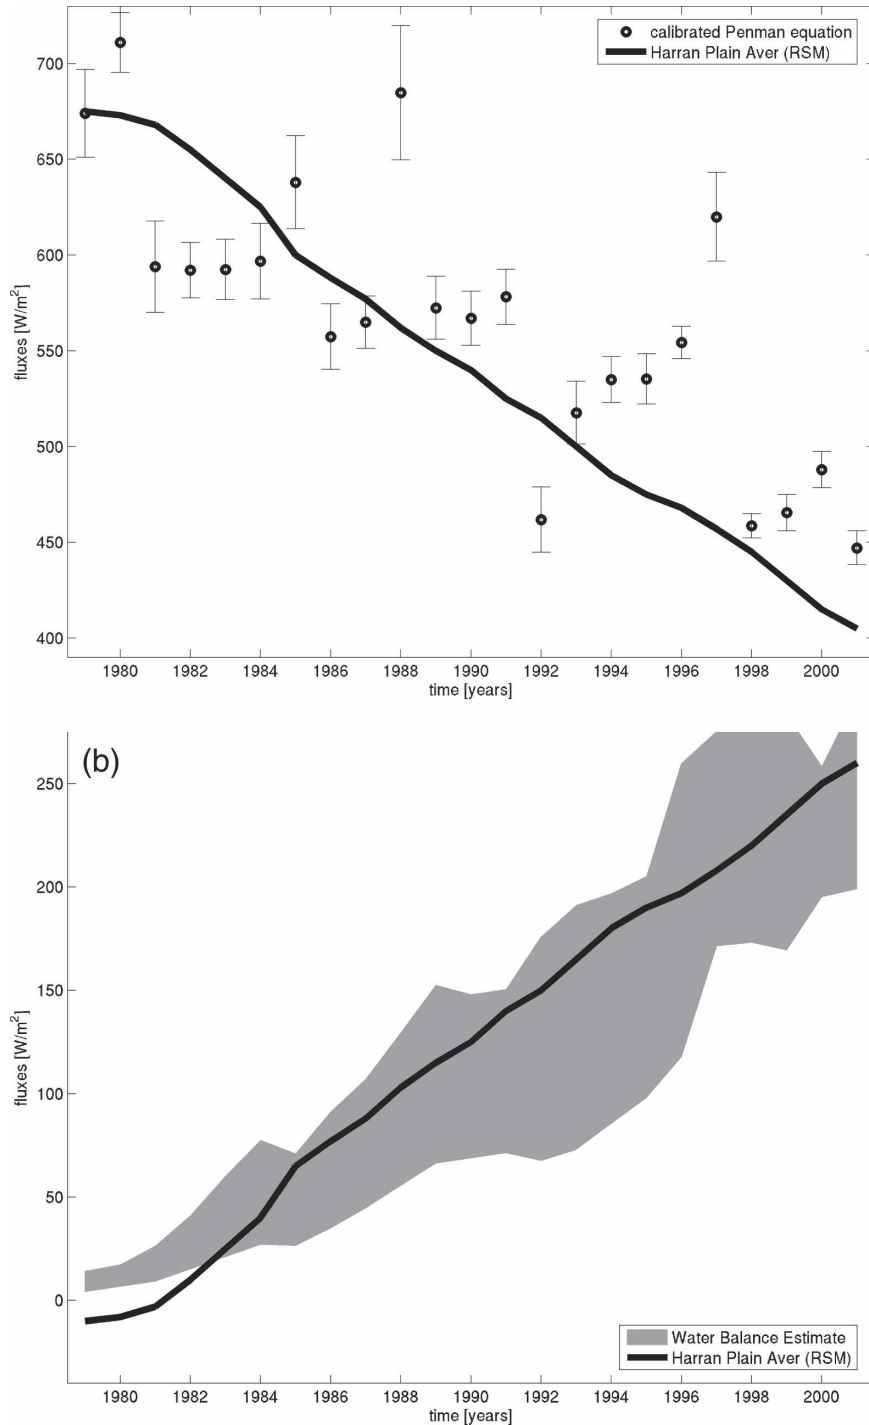 calibrated Penman equation
Harran Plain Aver (RSM)
700
650
600
550
500
450
400
fluxes [W/m²]
1980 1982 1984 1986 1988 1990 1992 1994 1996 1998 2000
time [years]
(b)
250
200
150
100
50
0
fluxes [W/m²]
Water Balance Estimate
Harran Plain Aver (RSM)
1980 1982 1984 1986 1988 1990 1992 1994 1996 1998 2000
time [years]